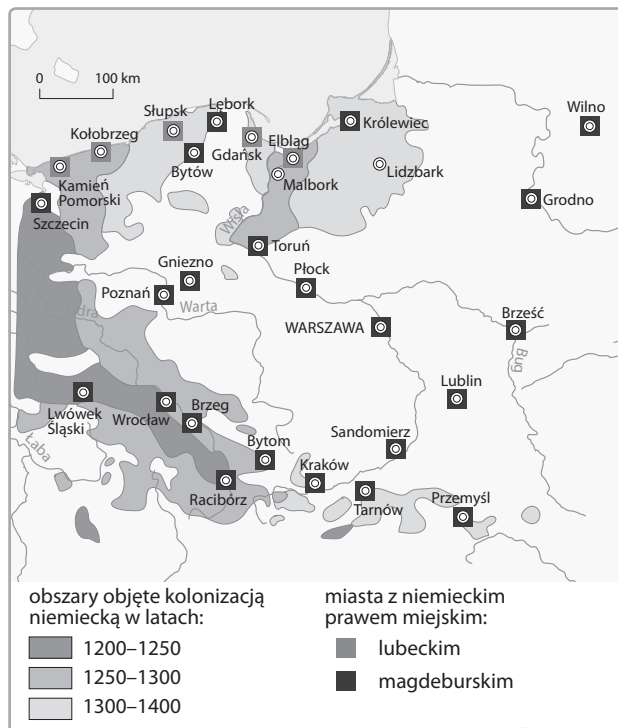 0 100 km
Słupsk
Lębork
Wilno
Kołobrzeg
Królewiec
Elbląg
Gdańsk
Bytów
Lidzbark
Malbork
Kamień
Pomorski
Grodno
Szczecin
Wisła
Toruń
Gniezno
Płock
Poznań
Warta
Odra
Brześć
WARSZAWA
Bug
Lublin
Lwówek
Śląski
Wrocław
Brzeg
Sandomierz
Łaba
Bytom
Kraków
Racibórz
Tarnów
Przemyśl
obszary objęte kolonizacją
niemiecką w latach:
1200–1250
1250–1300
1300–1400
miasta z niemieckim
prawem miejskim:
lubeckim
magdeburskim